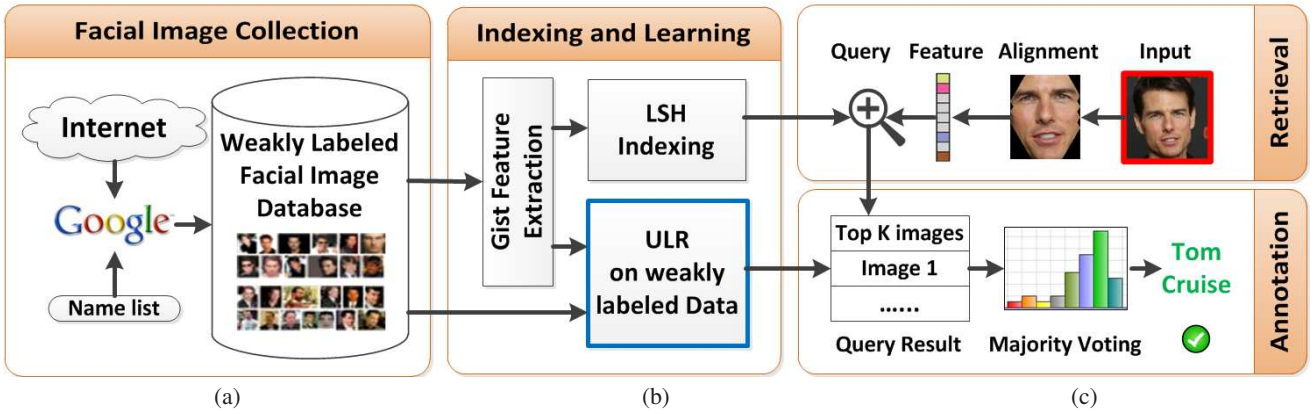 Facial Image Collection
Internet
Google
Name list
Weakly Labeled
Facial Image
Database
(a)
Indexing and Learning
Gist Feature
Extraction
LSH
Indexing
ULR
on weakly
labeled Data
(b)
Query
Feature
Alignment
Input
Retrieval
Top K images
Image 1
......
Query Result
Majority Voting
Tom
Cruise
Annotation
(c)